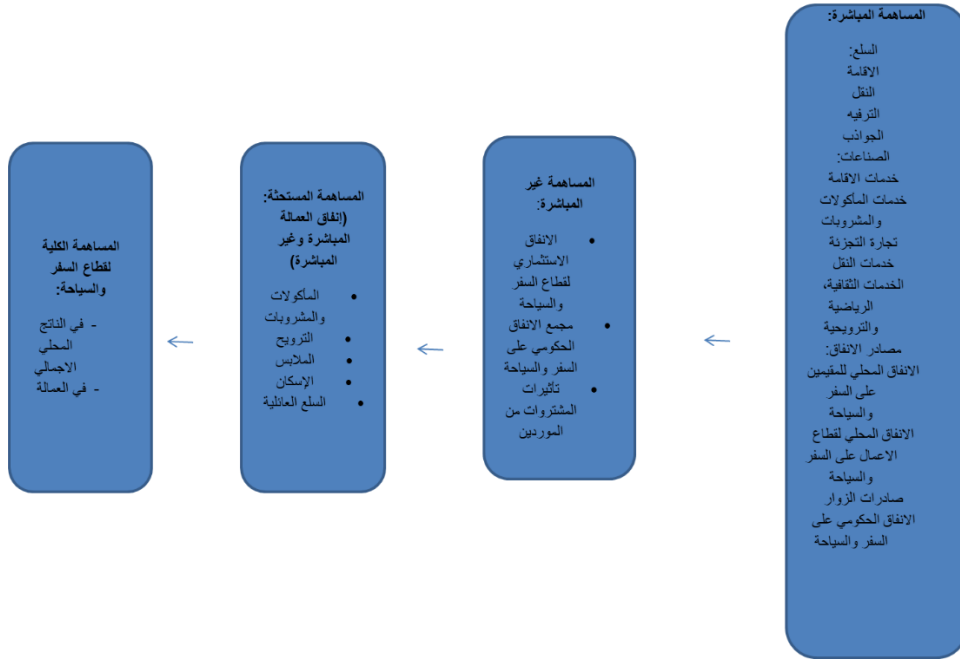 المساهمة المباشرة:
السلع:
الاقامة
النقل
الترفيه
الجواذب
الصناعات:
خدمات الاقامة
خدمات المأكولات
والمشروبات
تجارة التجزئة
خدمات النقل
الخدمات الثقافية،
الرياضية
والترويحية
مصادر الانفاق:
الانفاق المحلي للمقيمين
على السفر
والسياحة
الانفاق المحلي لقطاع
الاعمال على السفر
والسياحة
صادرات الزوار
الانفاق الحكومي على
السفر والسياحة
المساهمة غير
المباشرة:
• الانفاق
الاستثماري
لقطاع السفر
والسياحة
• مجمع الانفاق
الحكومي على
السفر والسياحة
• تأثيرات
المشتروات من
الموردين
المساهمة المستحثة:
(إنفاق العمالة
المباشرة وغير
المباشرة)
• المأكولات
والمشروبات
• الترويح
• الملابس
• الإسكان
• السلع العائلية
المساهمة الكلية
لقطاع السفر
والسياحة:
- في الناتج
المحلي
الاجمالي
- في العمالة